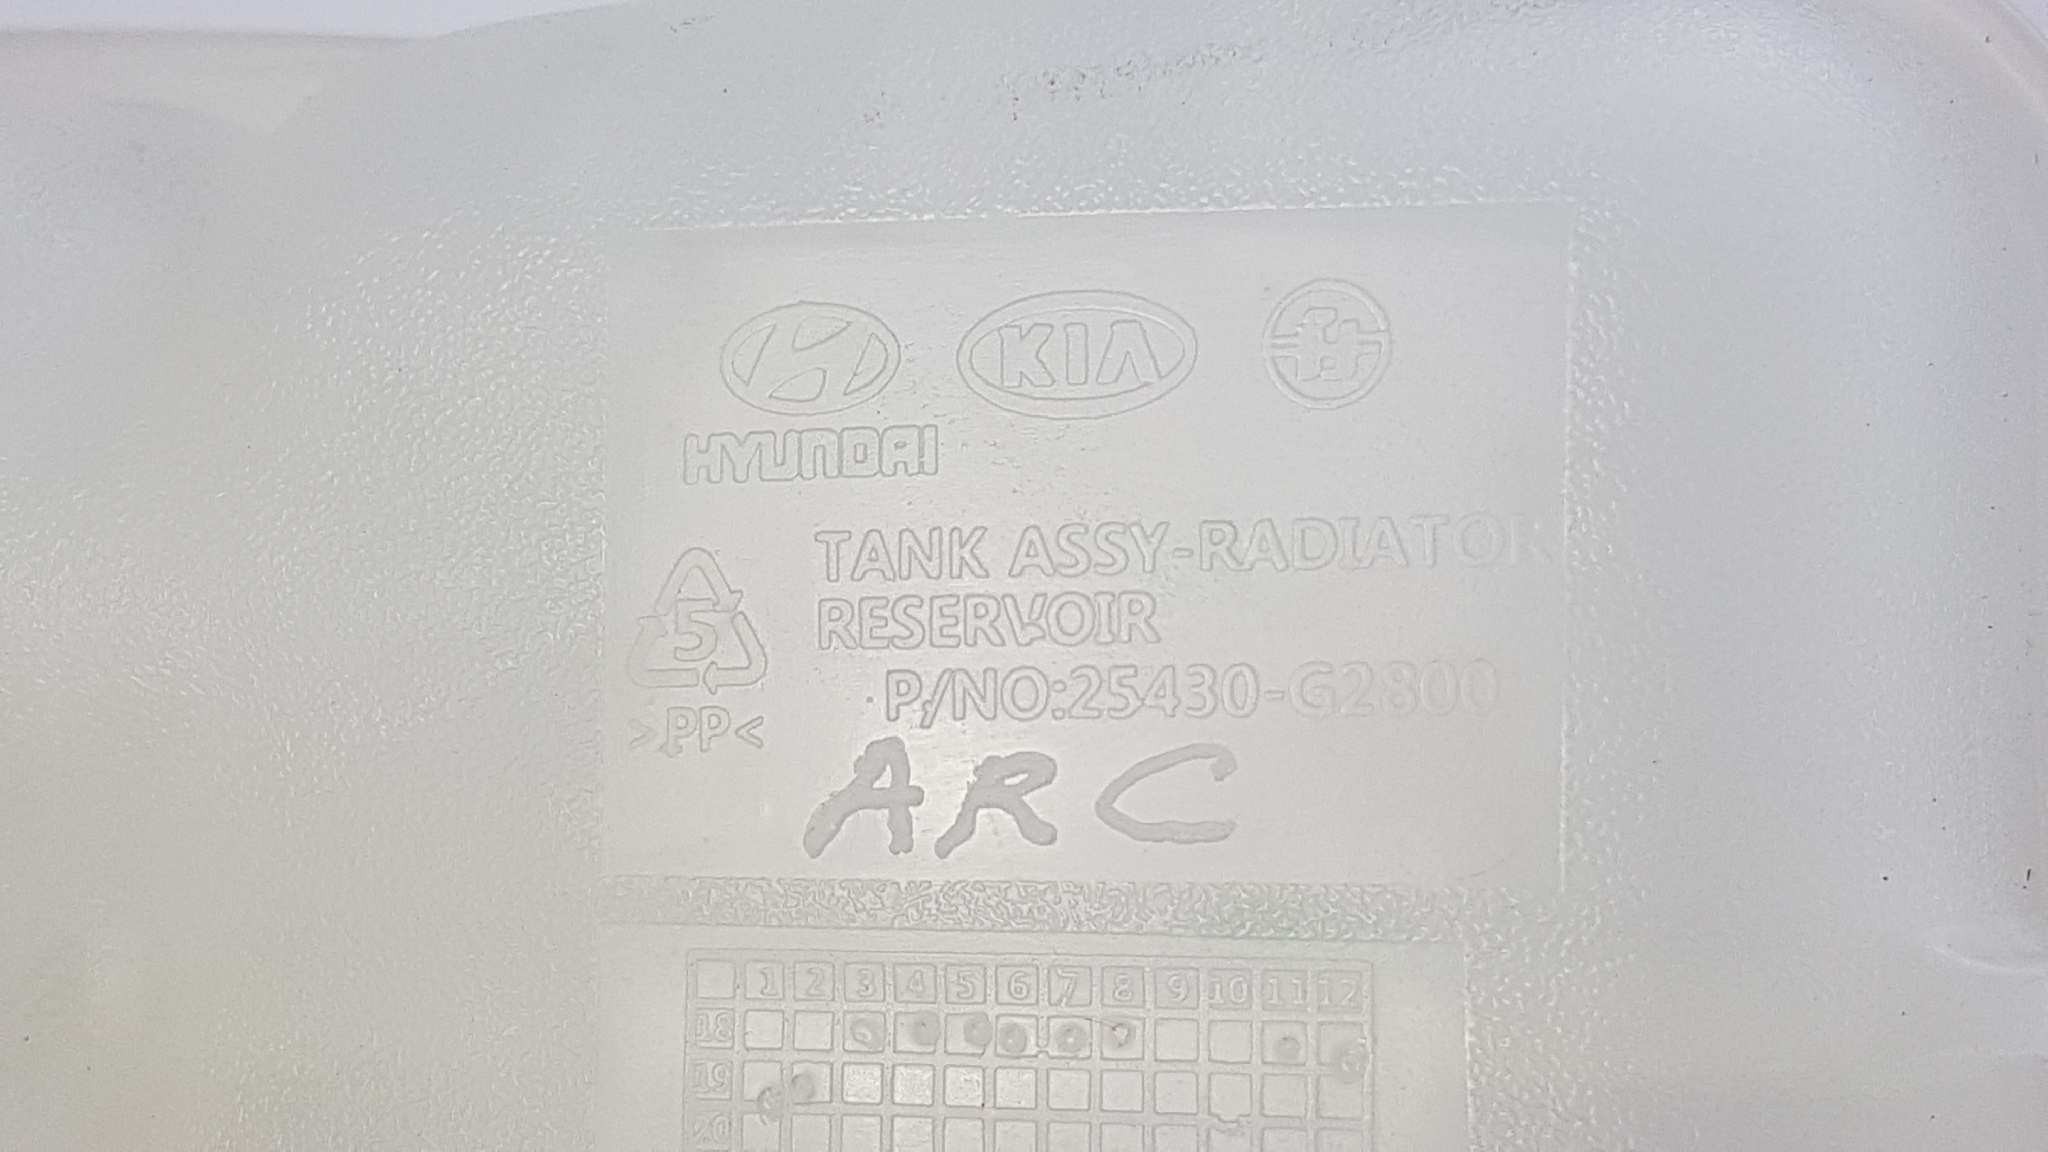 KIA
HYUNDAI
TANK ASSY-RADIATOR
5
RESERVOIR
P/NO:25430-G2800
>PP<
ARC
1 2 3 4 5 6 7 8 9 10 11 12
18
19
20